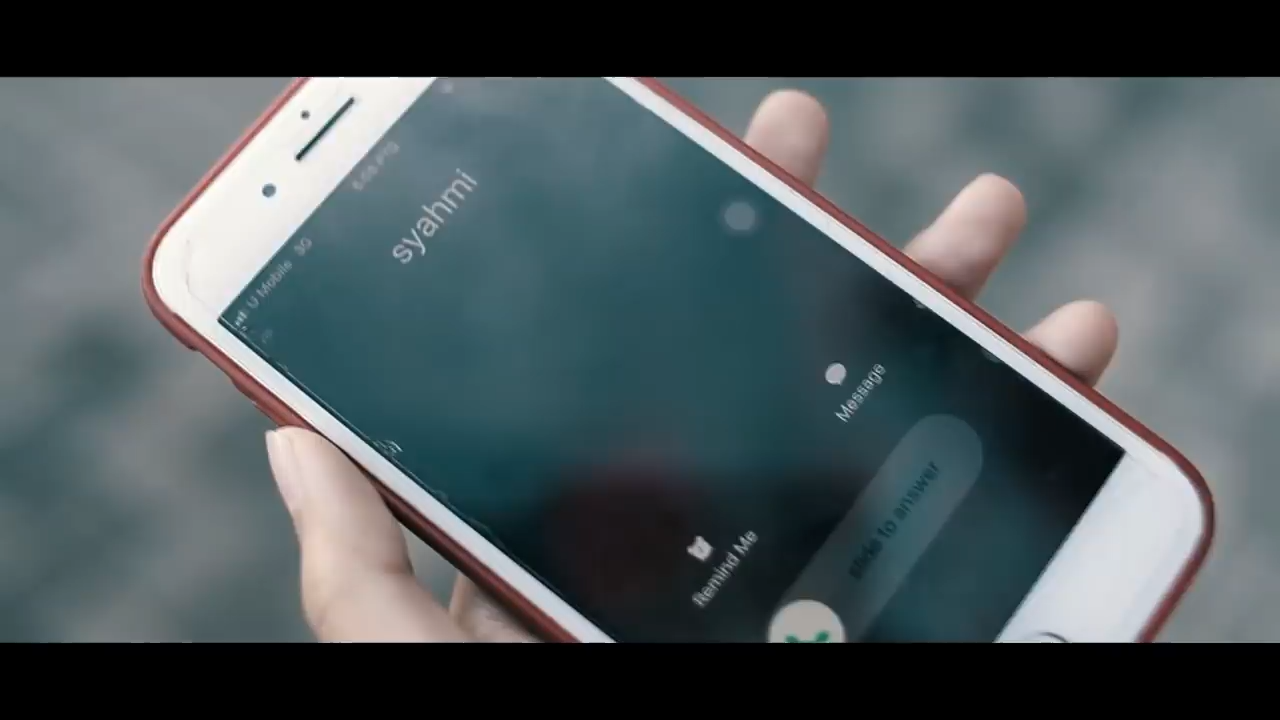 U Mobile 3G
syahmi
Remind Me
Message
slide to answer